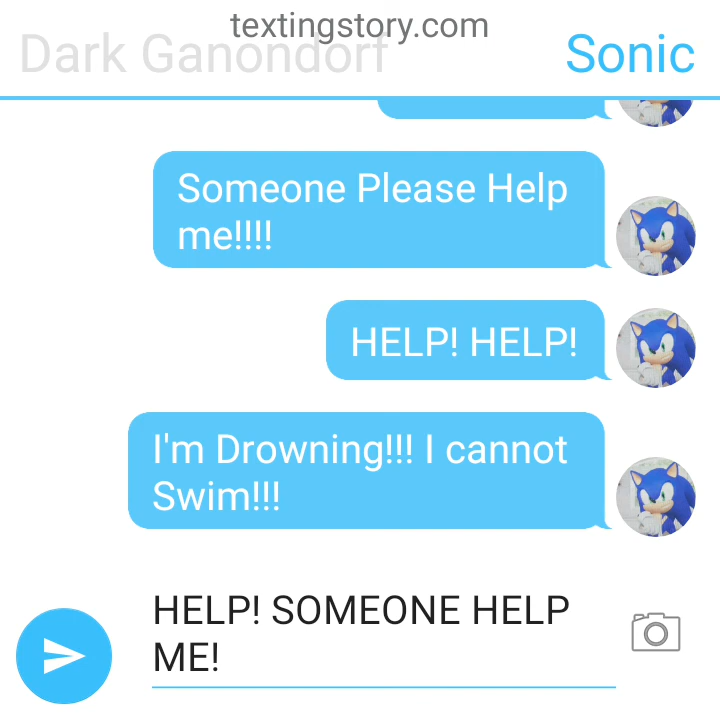 textingstory.com
Dark Ganondorf
Sonic
Someone Please Help
me!!!!
HELP! HELP!
I'm Drowning!!! I cannot
Swim!!!
HELP! SOMEONE HELP
ME!